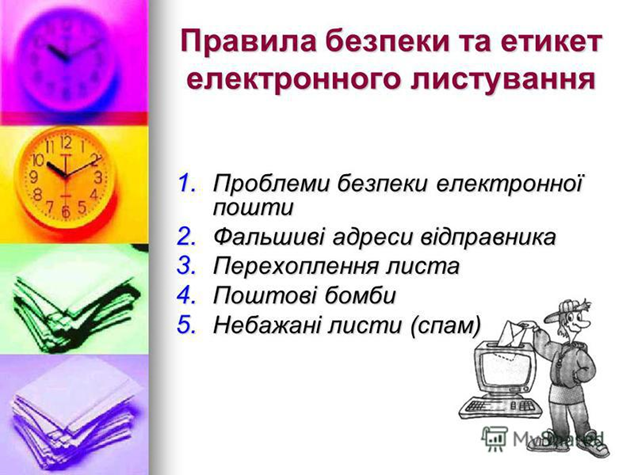 Правила безпеки та етикет
електронного листування
1. Проблеми безпеки електронної
пошти
2. Фальшиві адреси відправника
3. Перехоплення листа
4. Поштові бомби
5. Небажані листи (спам)
MyShared